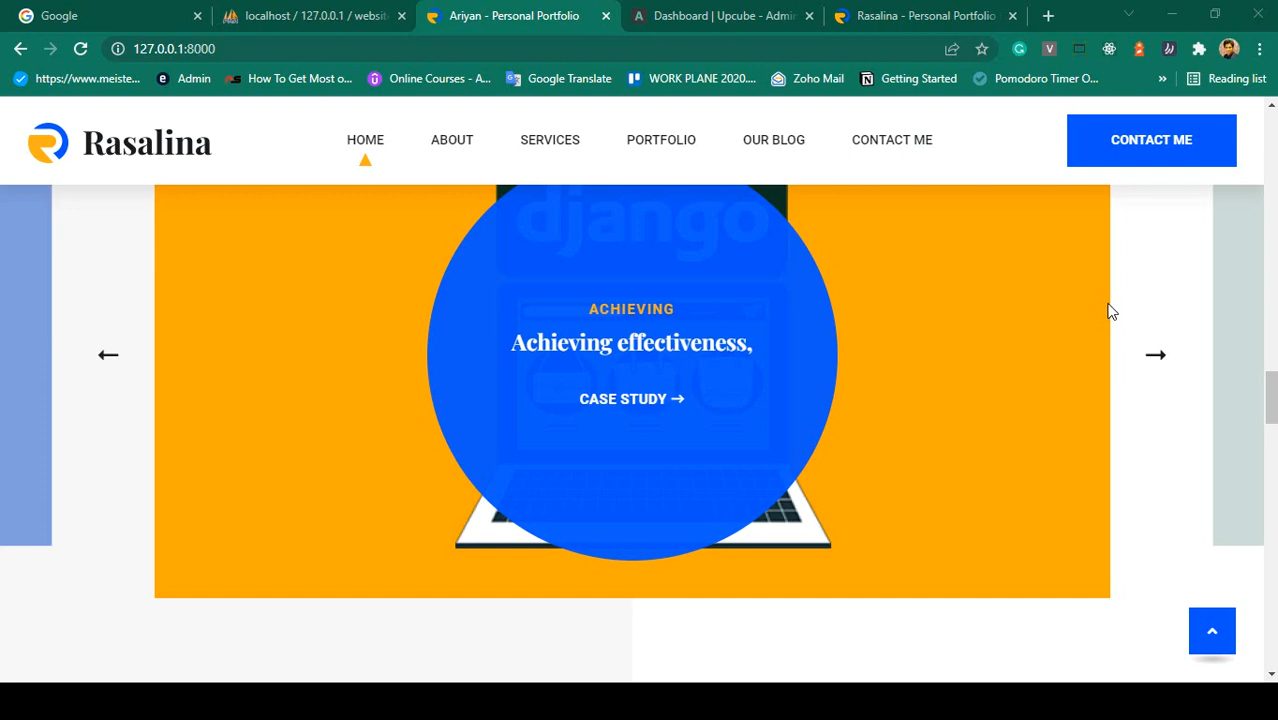 Google
localhost / 127.0.0.1 / website
Ariyan - Personal Portfolio
Dashboard | Upcube - Admin
Rasalina - Personal Portfolio
127.0.0.1:8000
https://www.meiste...
Admin
How To Get Most o...
Online Courses - A...
Google Translate
WORK PLANE 2020....
Zoho Mail
Getting Started
Pomodoro Timer O...
»
Reading list
Rasalina
HOME
ABOUT
SERVICES
PORTFOLIO
OUR BLOG
CONTACT ME
CONTACT ME
django
ACHIEVING
Achieving effectiveness,
CASE STUDY →